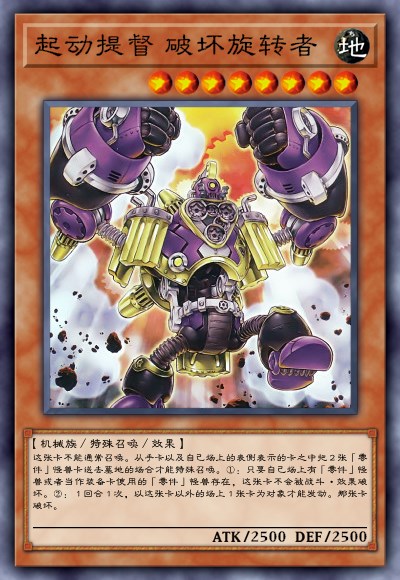 起动提督 破坏旋转者
地
【机械族／特殊召唤／效果】
这张卡不能通常召唤。从手卡以及自己场上的表侧表示的卡之中把2张「零
件」怪兽卡送去墓地的场合才能特殊召唤。①：只要自己场上有「零件」怪
兽或者当作装备卡使用的「零件」怪兽存在，这张卡不会被战斗·效果破
坏。②：1回合1次，以这张卡以外的场上1张卡为对象才能发动。那张卡
破坏。
ATK/2500 DEF/2500